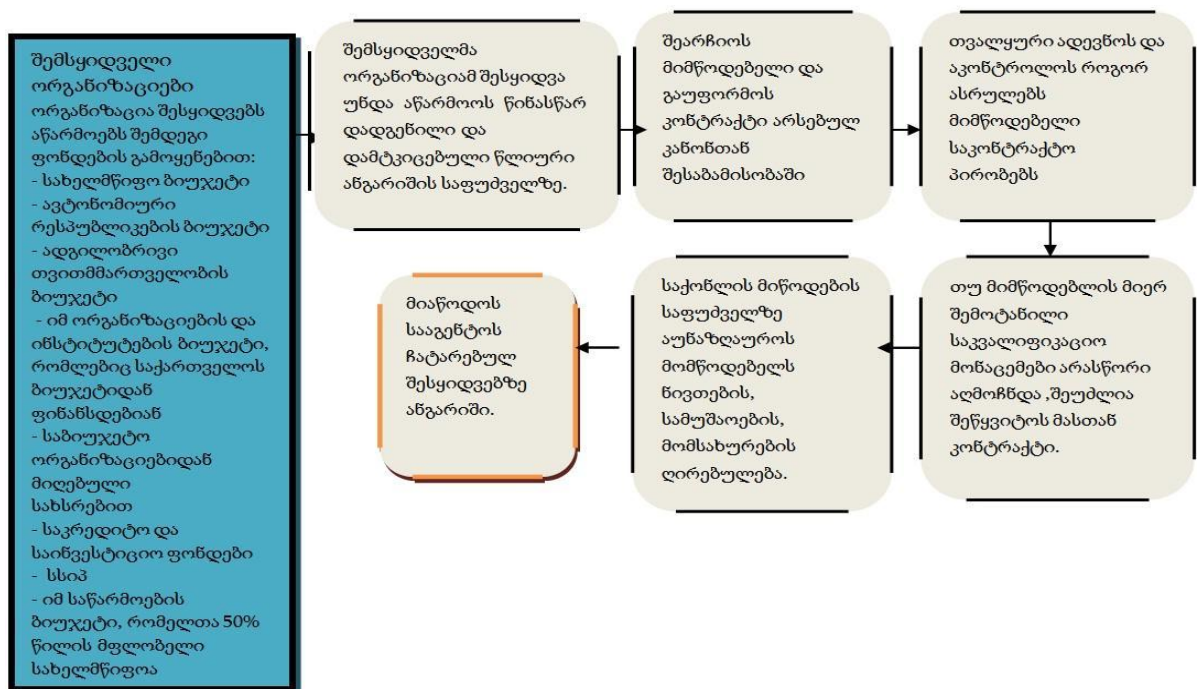 შემსყიდველი
ორგანიზაციები
ორგანიზაცია შესყიდვებს
აწარმოებს შემდეგი
ფონდების გამოყენებით:
- სახელმწიფო ბიუჯეტი
- ავტონომიური
რესპუბლიკების ბიუჯეტი
- ადგილობრივი
თვითმმართველობის
ბიუჯეტი
- იმ ორგანიზაციების და
ინსტიტუტების ბიუჯეტი,
რომლებიც საქართველოს
ბიუჯეტიდან
ფინანსდებიან
- საბიუჯეტო
ორგანიზაციებიდან
მიღებული
სახსრებით
- საკრედიტო და
საინვესტიციო ფონდები
- სსიპ
- იმ საწარმოების
ბიუჯეტი, რომელთა 50%
წილის მფლობელი
სახელმწიფოა
შემსყიდველმა
ორგანიზაციამ შესყიდვა
უნდა აწარმოოს წინასწარ
დადგენილი და
დამტკიცებული წლიური
ანგარიშის საფუძველზე.
შეარჩიოს
მიმწოდებელი და
გაუფორმოს
კონტრაქტი არსებულ
კანონთან
შესაბამისობაში
თვალყური ადევნოს და
აკონტროლოს როგორ
ასრულებს
მიმწოდებელი
საკონტრაქტო
პირობებს
თუ მიმწოდებლის მიერ
შემოტანილი
საკვალიფიკაციო
მონაცემები არასწორი
აღმოჩნდა ,შეუძლია
შეწყვიტოს მასთან
კონტრაქტი.
საქონლის მიწოდების
საფუძველზე
აუნაზღაუროს
მომწოდებელს
ნივთების,
სამუშაოების,
მომსახურების
ღირებულება.
მიაწოდოს
სააგენტოს
ჩატარებულ
შესყიდვებზე
ანგარიში.